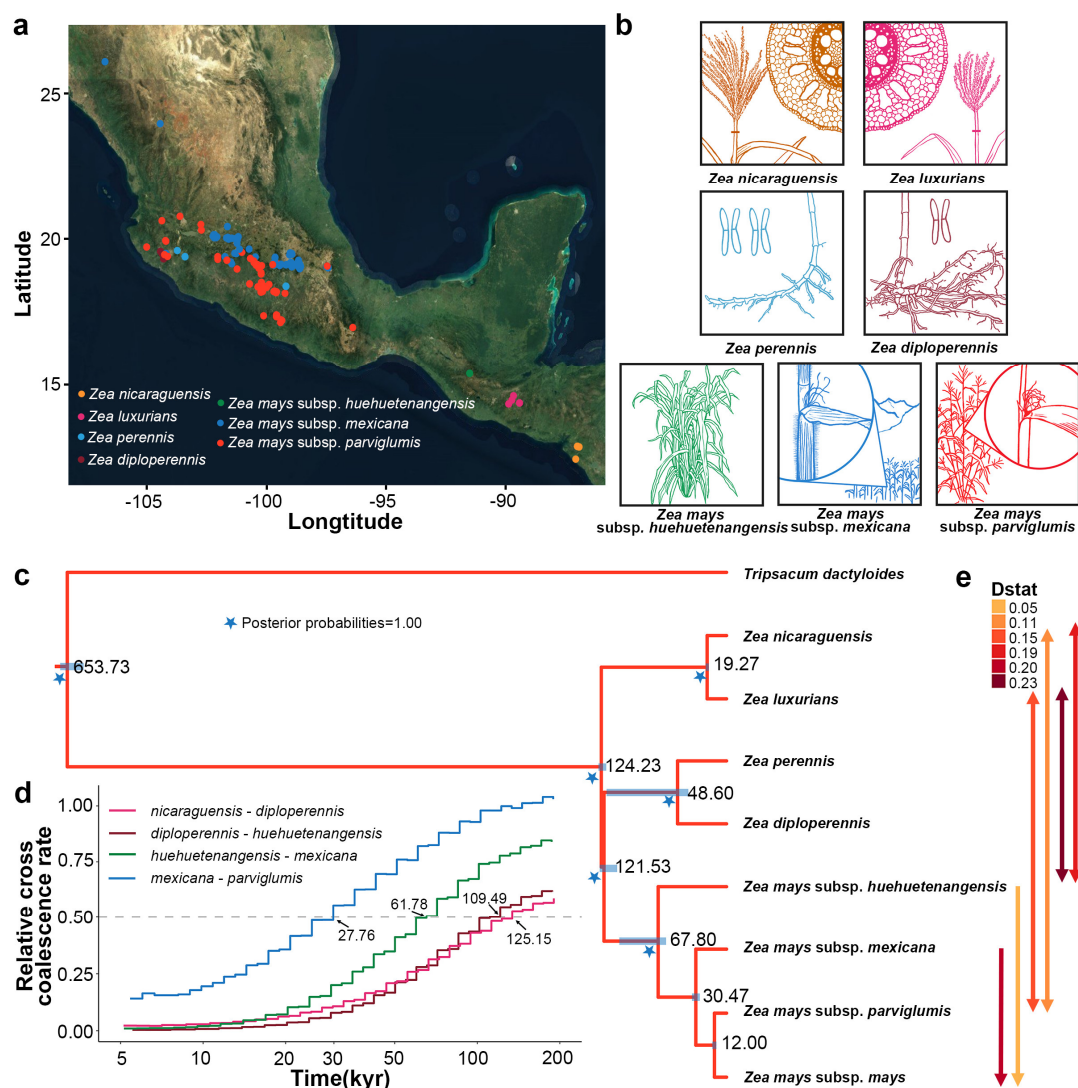 a
25
20
15
Latitude
-105
-100
-95
-90
Longtitude
Zea nicaraguensis
Zea luxurians
Zea perennis
Zea diploperennis
Zea mays subsp. huehuetenangensis
Zea mays subsp. mexicana
Zea mays subsp. parviglumis
b
Zea nicaraguensis
Zea luxurians
Zea perennis
Zea diploperennis
Zea mays
subsp. huehuetenangensis
Zea mays
subsp. mexicana
Zea mays
subsp. parviglumis
c
Posterior probabilities=1.00
653.73
124.23
19.27
48.60
121.53
67.80
30.47
12.00
Tripsacum dactyloides
Zea nicaraguensis
Zea luxurians
Zea perennis
Zea diploperennis
Zea mays subsp. huehuetenangensis
Zea mays subsp. mexicana
Zea mays subsp. parviglumis
Zea mays subsp. mays
d
Relative cross
coalescence rate
1.00
0.75
0.50
0.25
0.00
nicaraguensis - diploperennis
diploperennis - huehuetenangensis
huehuetenangensis - mexicana
mexicana - parviglumis
27.76
61.78
109.49
125.15
5
10
20
30
50
100
200
Time(kyr)
e
Dstat
0.05
0.11
0.15
0.19
0.20
0.23